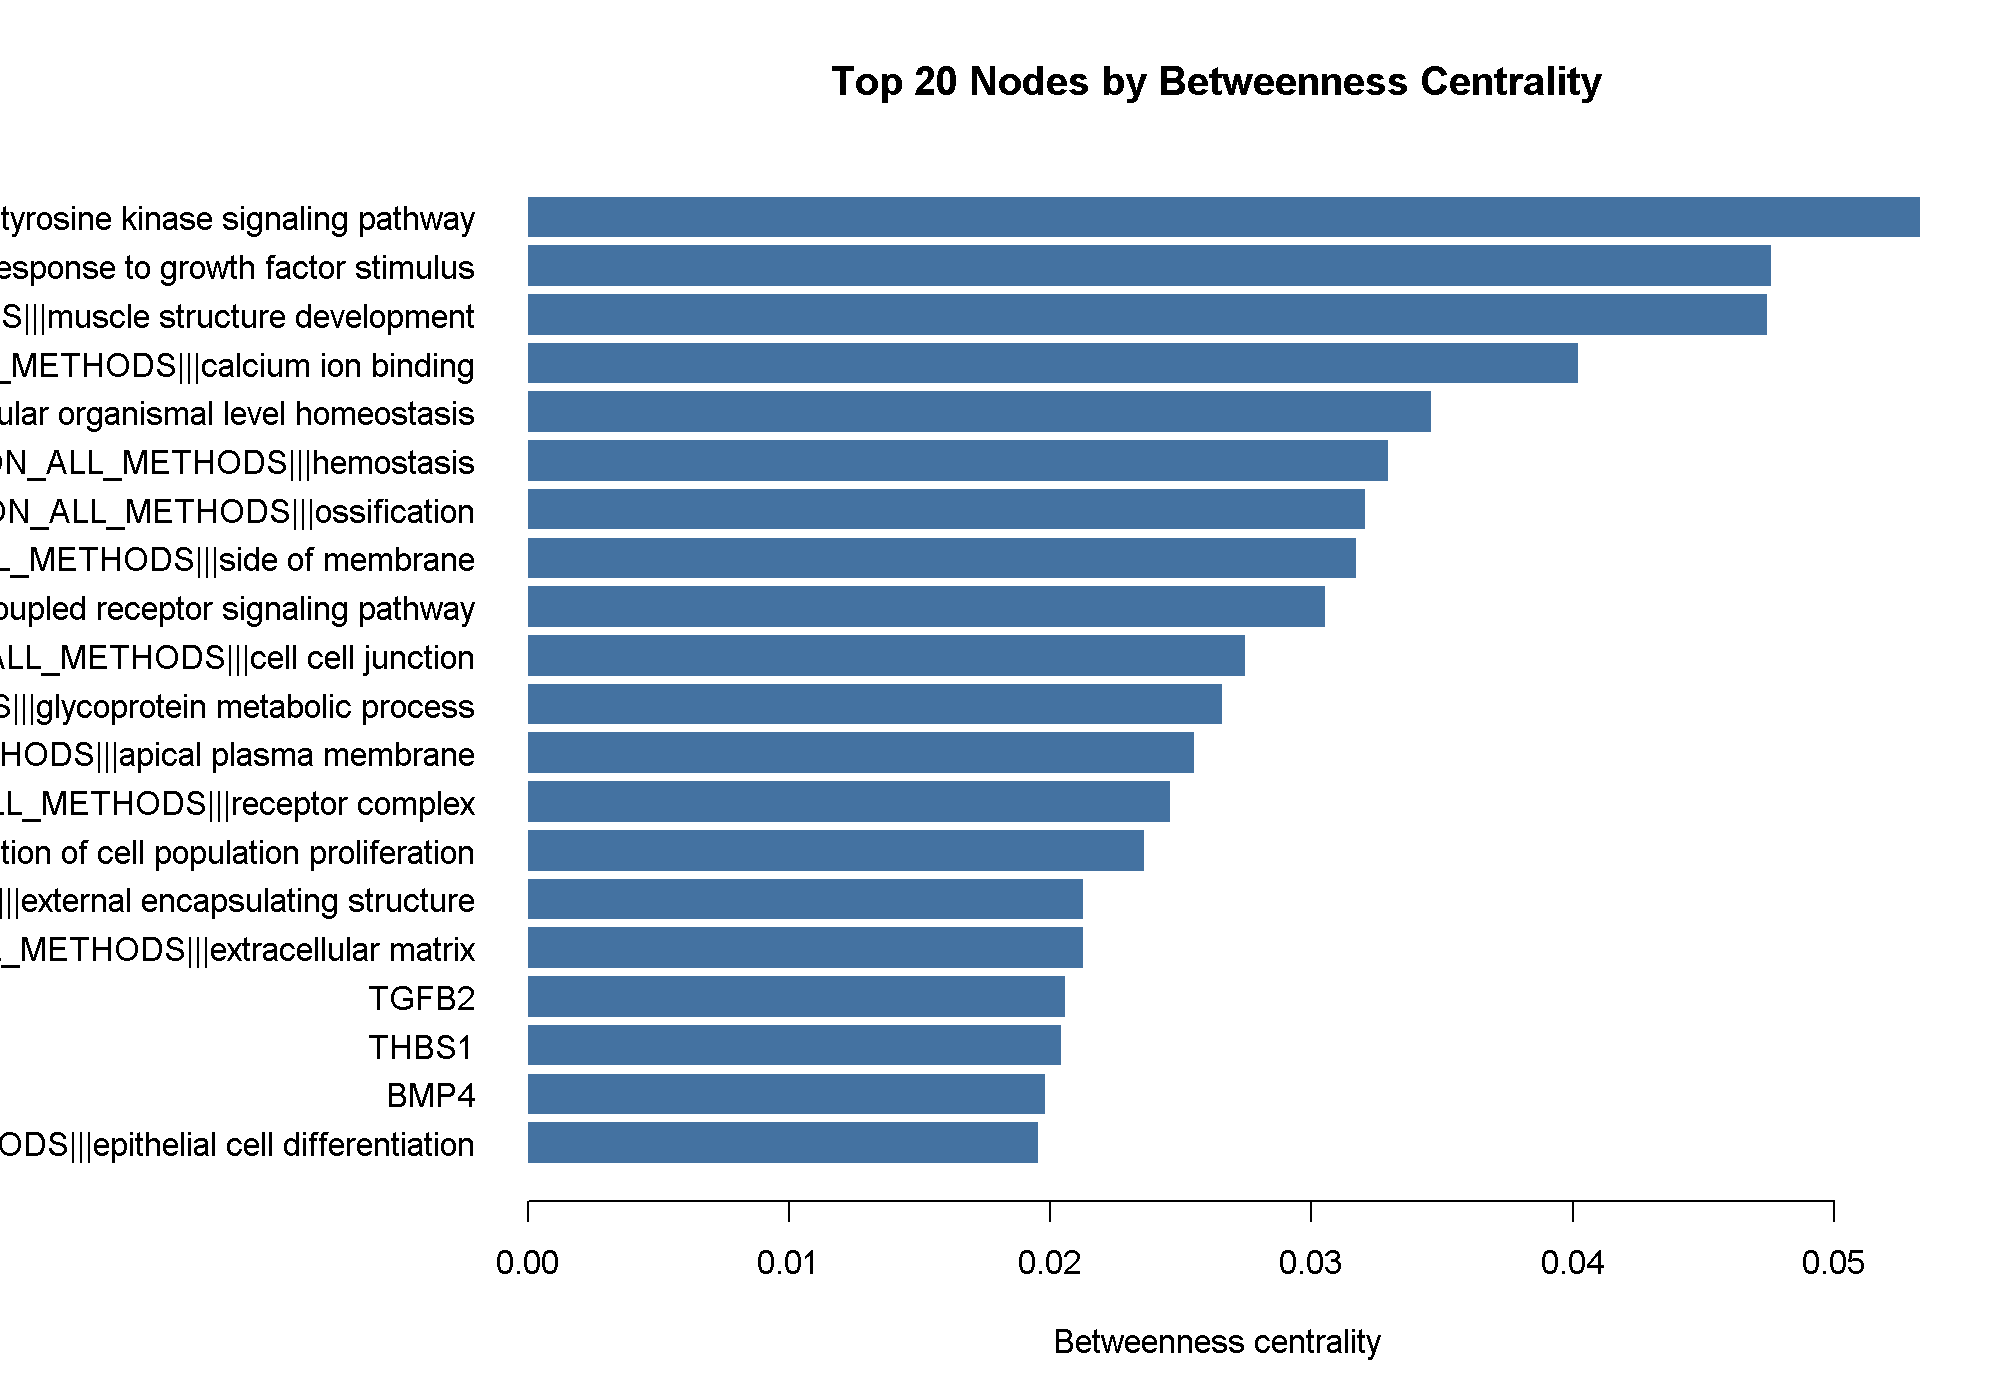 Top 20 Nodes by Betweenness Centrality
tyrosine kinase signaling pathway
esponse to growth factor stimulus
S|||muscle structure development
_METHODS|||calcium ion binding
ular organismal level homeostasis
ON_ALL_METHODS|||hemostasis
ON_ALL_METHODS|||ossification
L_METHODS|||side of membrane
oupled receptor signaling pathway
ALL_METHODS|||cell cell junction
S|||glycoprotein metabolic process
HODS|||apical plasma membrane
LL_METHODS|||receptor complex
tion of cell population proliferation
|||external encapsulating structure
L_METHODS|||extracellular matrix
TGFB2
THBS1
BMP4
ODS|||epithelial cell differentiation
0.00 0.01 0.02 0.03 0.04 0.05
Betweenness centrality